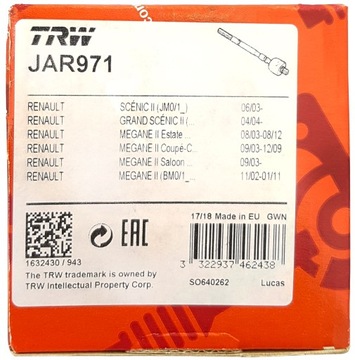 TRW
JAR971
RENAULT SCÉNIC II (JM0/1_) 06/03-
RENAULT GRAND SCÉNIC II (... 04/04-
RENAULT MEGANE II Estate ... 08/03-08/12
RENAULT MEGANE II Coupé-C... 09/03-12/09
RENAULT MEGANE II Saloon ... 09/03-
RENAULT MEGANE II (BM0/1_... 11/02-01/11
17/18 Made in EU GWN
EAC
1632430 / 943
3 322937 462438
The TRW trademark is owned by
TRW Intellectual Property Corp.
SO640262 Lucas